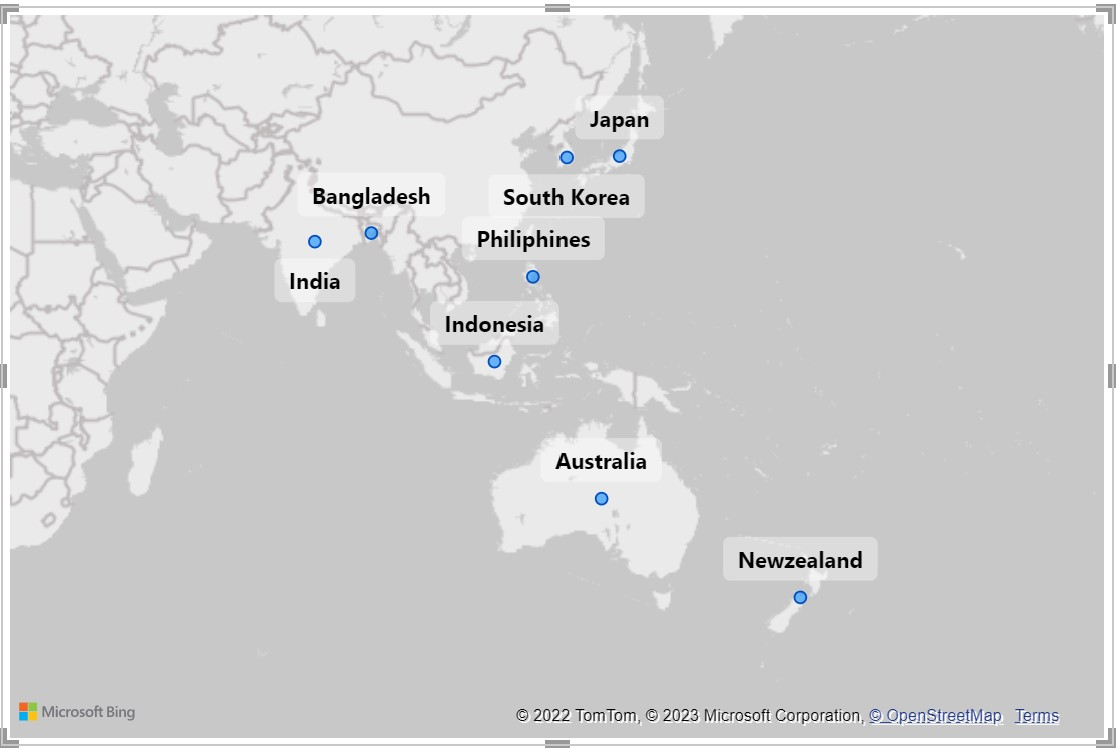 Japan
Bangladesh
South Korea
Philiphines
India
Indonesia
Australia
Newzealand
Microsoft Bing
© 2022 TomTom, © 2023 Microsoft Corporation, © OpenStreetMap Terms